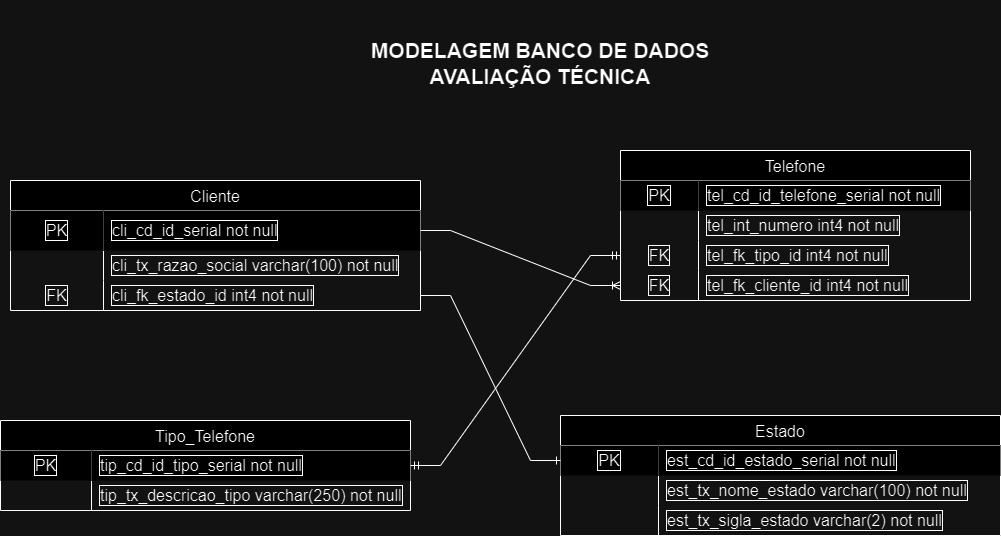 MODELAGEM BANCO DE DADOS
AVALIAÇÃO TÉCNICA
Cliente
PK cli_cd_id_serial not null
cli_tx_razao_social varchar(100) not null
FK cli_fk_estado_id int4 not null
Telefone
PK tel_cd_id_telefone_serial not null
tel_int_numero int4 not null
FK tel_fk_tipo_id int4 not null
FK tel_fk_cliente_id int4 not null
Tipo_Telefone
PK tip_cd_id_tipo_serial not null
tip_tx_descricao_tipo varchar(250) not null
Estado
PK est_cd_id_estado_serial not null
est_tx_nome_estado varchar(100) not null
est_tx_sigla_estado varchar(2) not null